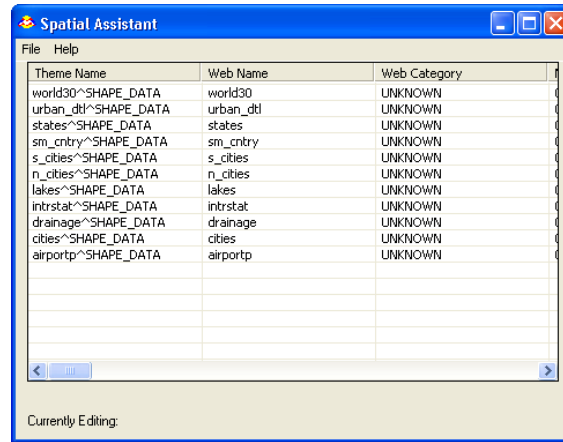 Spatial Assistant
File Help
Theme Name Web Name Web Category
world30^SHAPE_DATA world30 UNKNOWN
urban_dtl^SHAPE_DATA urban_dtl UNKNOWN
states^SHAPE_DATA states UNKNOWN
sm_cntry^SHAPE_DATA sm_cntry UNKNOWN
s_cities^SHAPE_DATA s_cities UNKNOWN
n_cities^SHAPE_DATA n_cities UNKNOWN
lakes^SHAPE_DATA lakes UNKNOWN
intrstat^SHAPE_DATA intrstat UNKNOWN
drainage^SHAPE_DATA drainage UNKNOWN
cities^SHAPE_DATA cities UNKNOWN
airportp^SHAPE_DATA airportp UNKNOWN
Currently Editing: